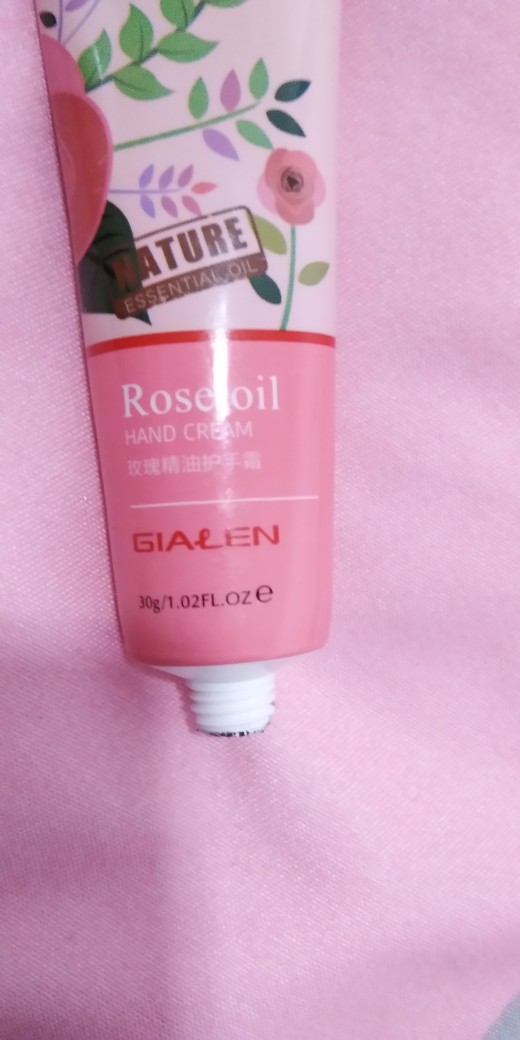 NATURE
ESSENTIAL OIL
Rose oil
HAND CREAM
玫瑰精油护手霜
GIALEN
30g/1.02FL.OZ e